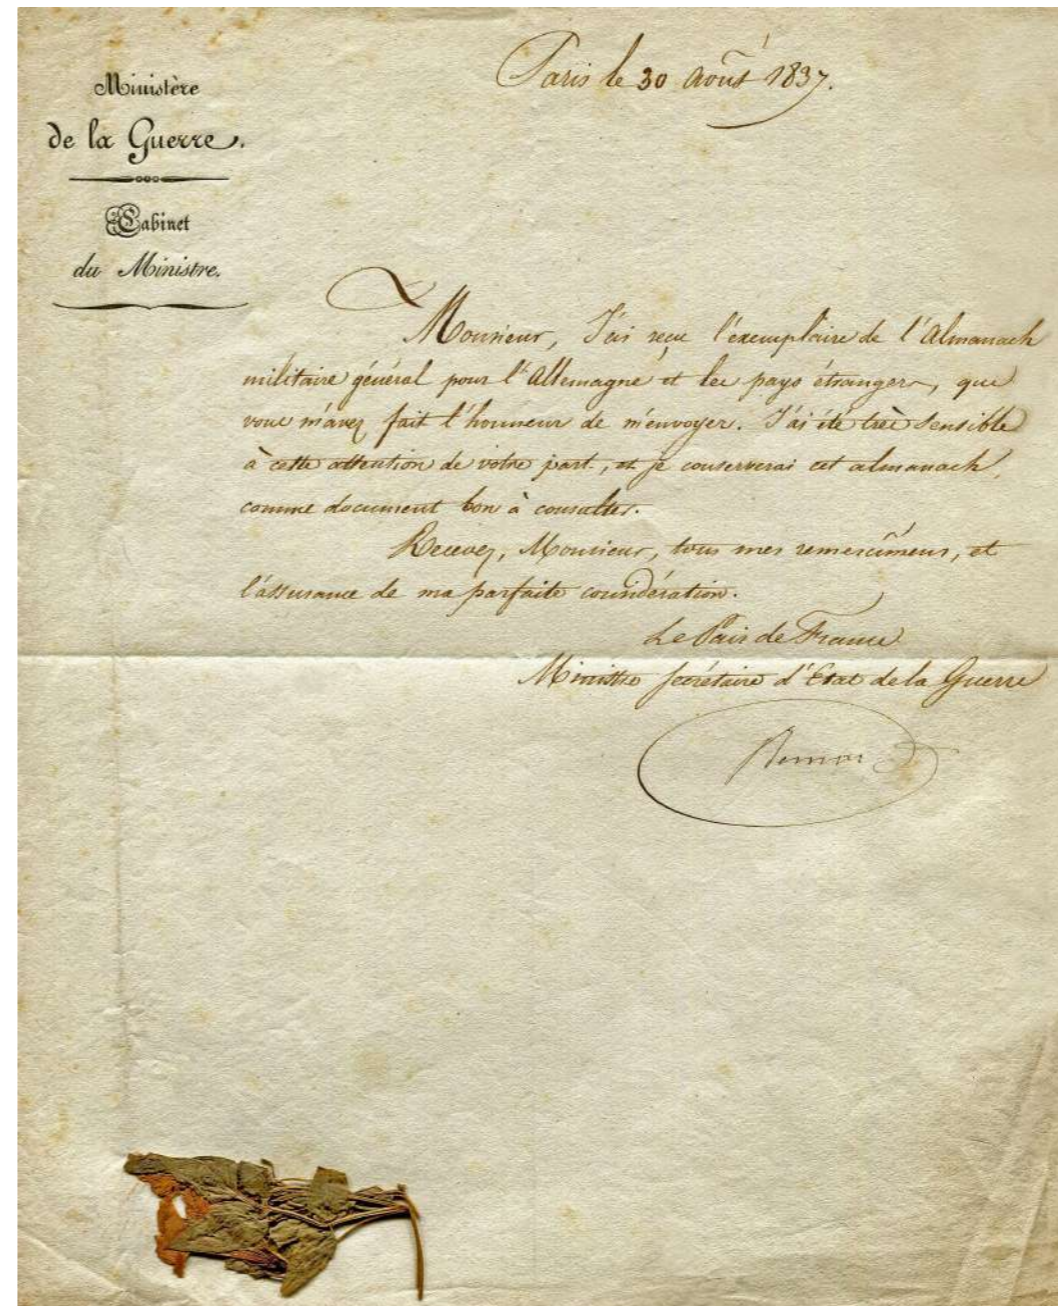 Ministère
de la Guerre.
Cabinet
du Ministre.
Paris le 30 Août 1837.
Monsieur, J'ai reçu l'exemplaire de l'Almanach
militaire général pour l'Allemagne et les pays étrangers, que
vous m'avez fait l'honneur de m'envoyer. J'ai été très sensible
à cette attention de votre part, et je conserverai cet almanach,
comme document bon à consulter.
Recevez, Monsieur, tous mes remercîmens, et
l'assurance de ma parfaite considération.
Le Pair de France
Ministre secrétaire d'Etat de la Guerre
Bernard